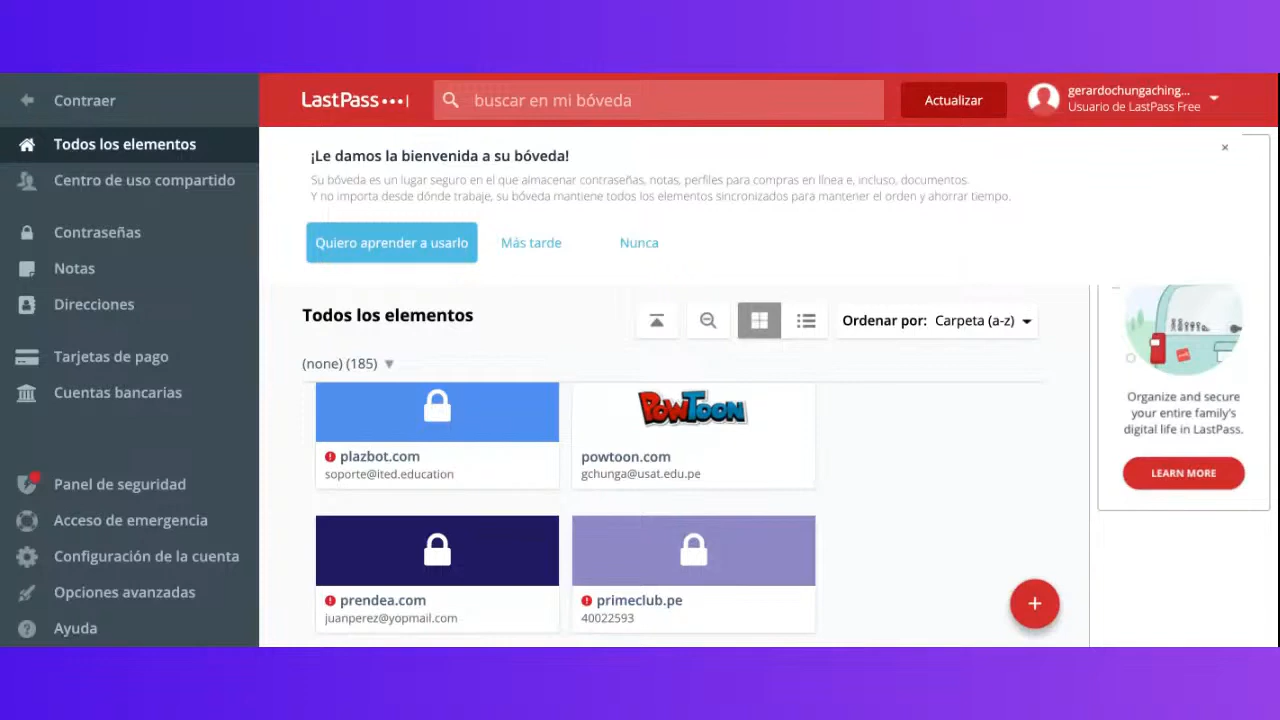 Contraer
Todos los elementos
Centro de uso compartido
Contraseñas
Notas
Direcciones
Tarjetas de pago
Cuentas bancarias
Panel de seguridad
Acceso de emergencia
Configuración de la cuenta
Opciones avanzadas
Ayuda
LastPass•••|
buscar en mi bóveda
Actualizar
gerardochungaching...
Usuario de LastPass Free
¡Le damos la bienvenida a su bóveda!
Su bóveda es un lugar seguro en el que almacenar contraseñas, notas, perfiles para compras en línea e, incluso, documentos.
Y no importa desde dónde trabaje, su bóveda mantiene todos los elementos sincronizados para mantener el orden y ahorrar tiempo.
Quiero aprender a usarlo
Más tarde
Nunca
Todos los elementos
Ordenar por: Carpeta (a-z)
(none) (185)
plazbot.com
soporte@ited.education
POWTOON
powtoon.com
gchunga@usat.edu.pe
prendea.com
juanperez@yopmail.com
primeclub.pe
40022593
Organize and secure
your entire family's
digital life in LastPass.
LEARN MORE